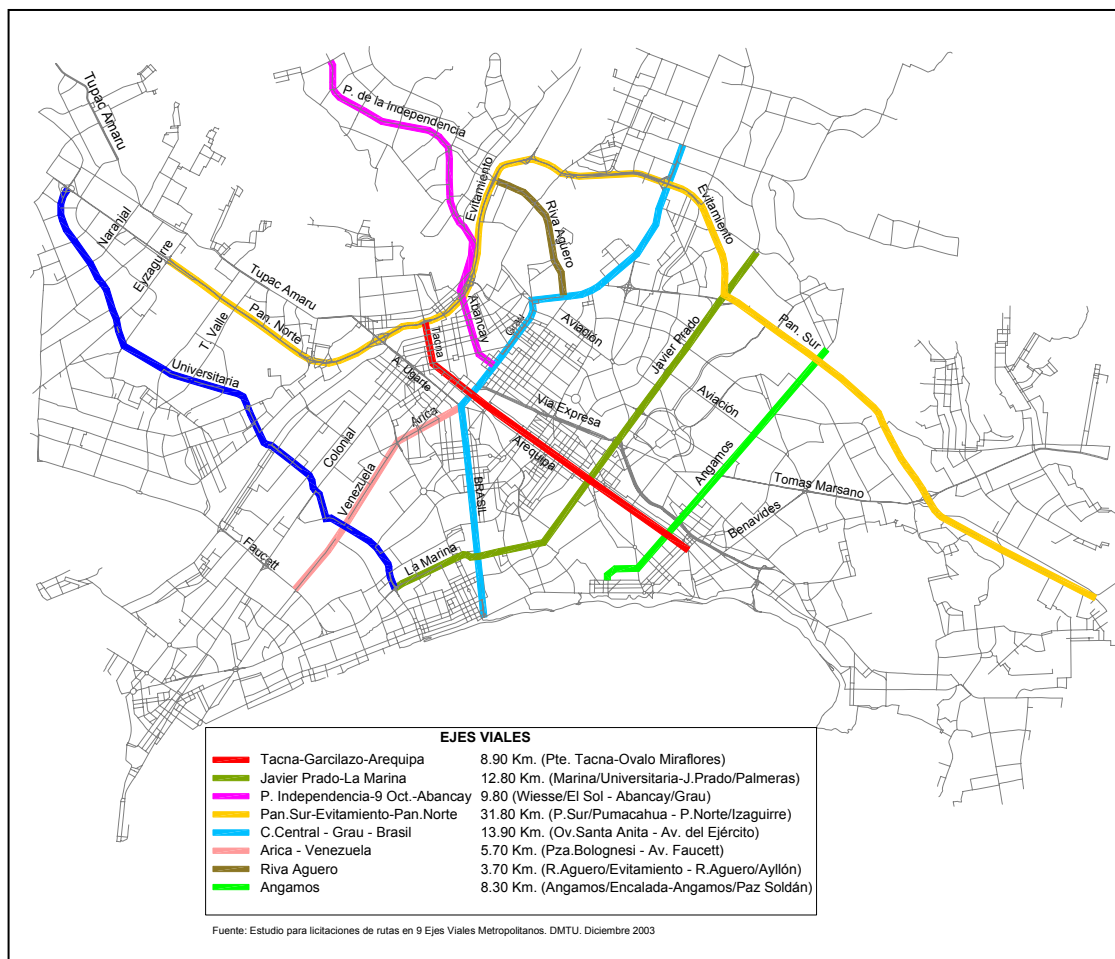 Tupac Amaru
P. de la Independencia
Evitamiento
Riva Aguero
Evitamiento
Naranjal
Eyzaguirre
Tupac Amaru
T. Valle
Pan. Norte
Tacna
Abancay
Grau
Aviacion
Javier Prado
Pan. Sur
Universitaria
A. Ugarte
Arica
Via Expresa
Aviación
Colonial
Arequipa
Venezuela
BRASIL
Angamos
Tomas Marsano
Benavides
Faucett
La Marina
EJES VIALES
Tacna-Garcilazo-Arequipa 8.90 Km. (Pte. Tacna-Ovalo Miraflores)
Javier Prado-La Marina 12.80 Km. (Marina/Universitaria-J.Prado/Palmeras)
P. Independencia-9 Oct.-Abancay 9.80 (Wiesse/El Sol - Abancay/Grau)
Pan.Sur-Evitamiento-Pan.Norte 31.80 Km. (P.Sur/Pumacahua - P.Norte/Izaguirre)
C.Central - Grau - Brasil 13.90 Km. (Ov.Santa Anita - Av. del Ejército)
Arica - Venezuela 5.70 Km. (Pza.Bolognesi - Av. Faucett)
Riva Aguero 3.70 Km. (R.Aguero/Evitamiento - R.Aguero/Ayllón)
Angamos 8.30 Km. (Angamos/Encalada-Angamos/Paz Soldán)
Fuente: Estudio para licitaciones de rutas en 9 Ejes Viales Metropolitanos. DMTU. Diciembre 2003